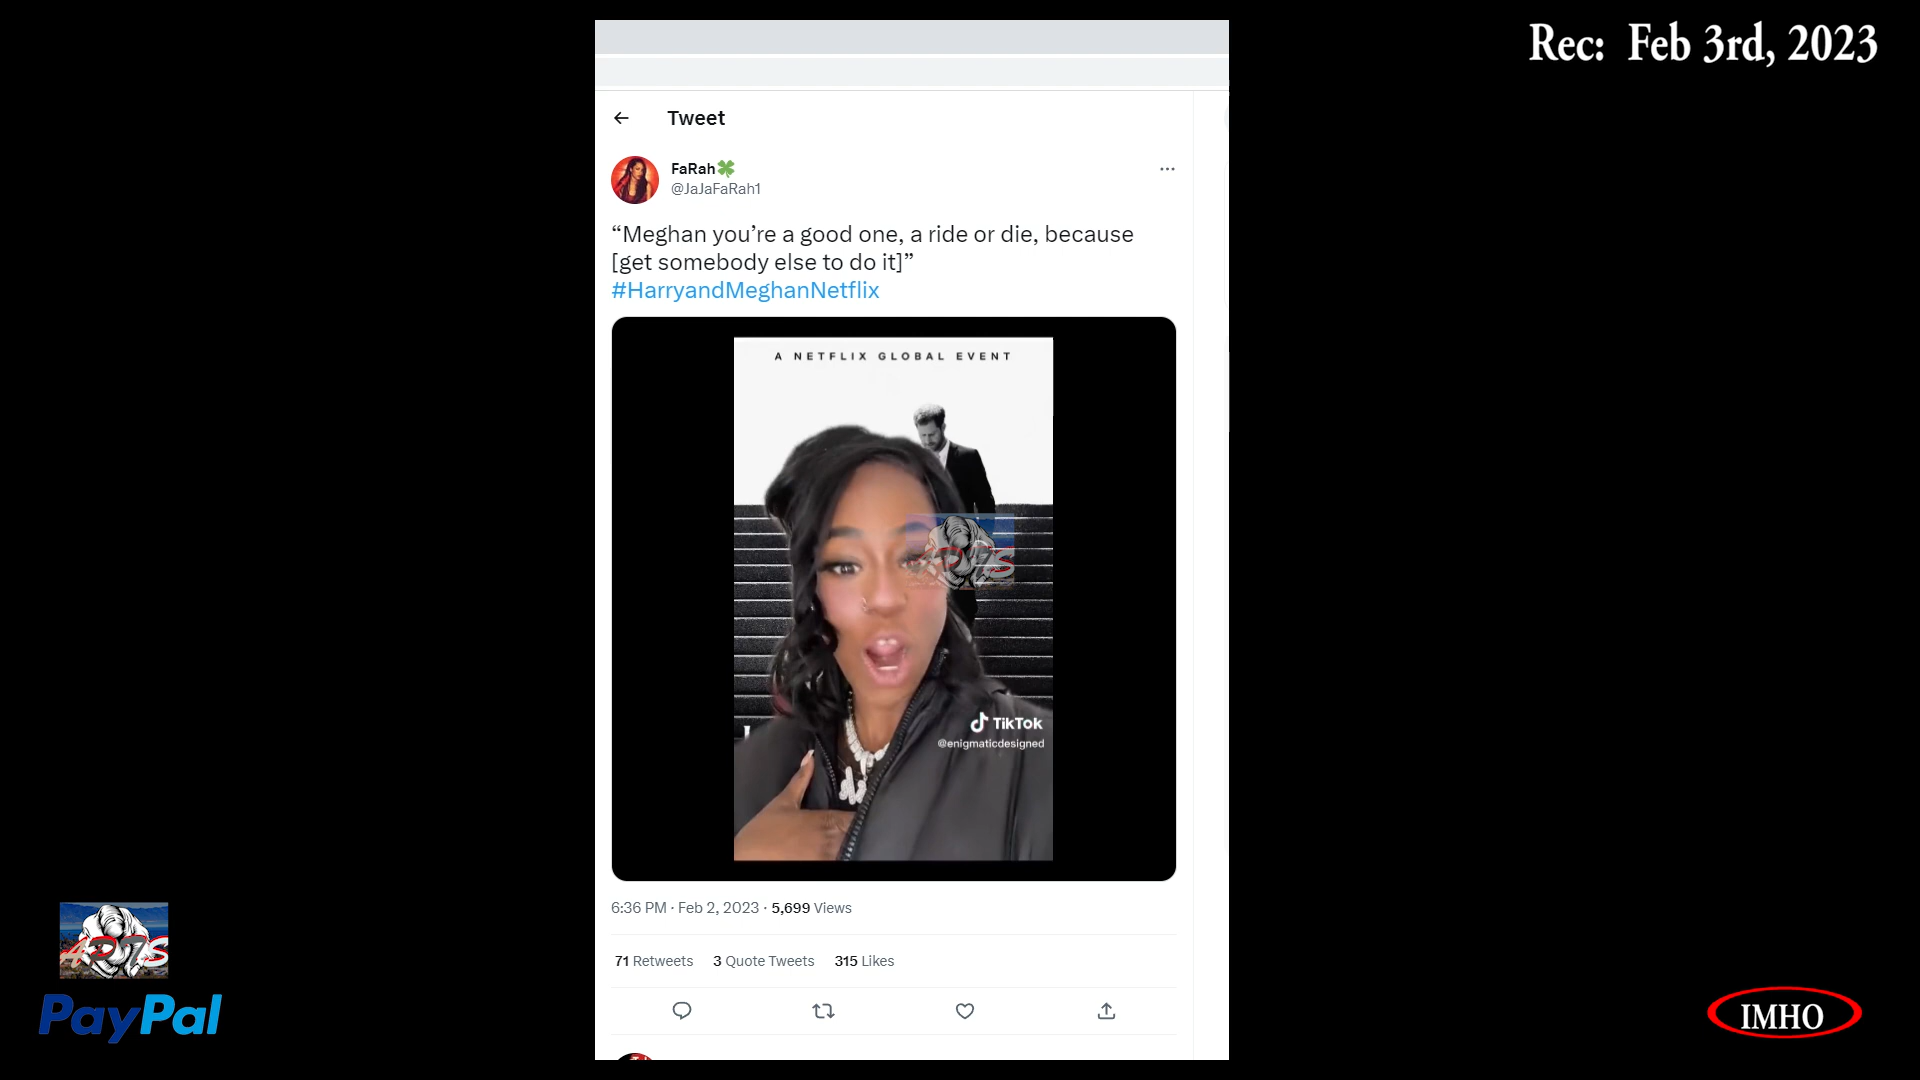 Rec: Feb 3rd, 2023
Tweet
FaRah🍀
@JaJaFaRah1
“Meghan you’re a good one, a ride or die, because
[get somebody else to do it]”
#HarryandMeghanNetflix
A NETFLIX GLOBAL EVENT
TikTok
@enigmaticdesigned
6:36 PM · Feb 2, 2023 · 5,699 Views
71 Retweets 3 Quote Tweets 315 Likes
PayPal
IMHO